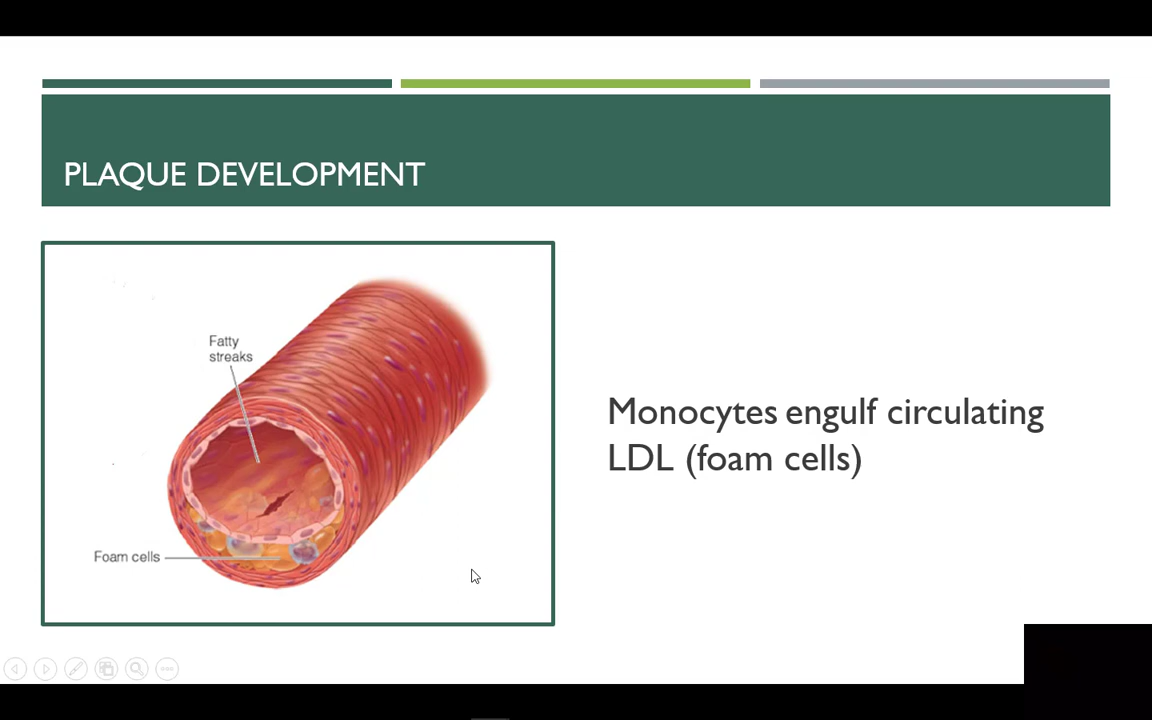 PLAQUE DEVELOPMENT
Fatty
streaks
Foam cells
Monocytes engulf circulating
LDL (foam cells)